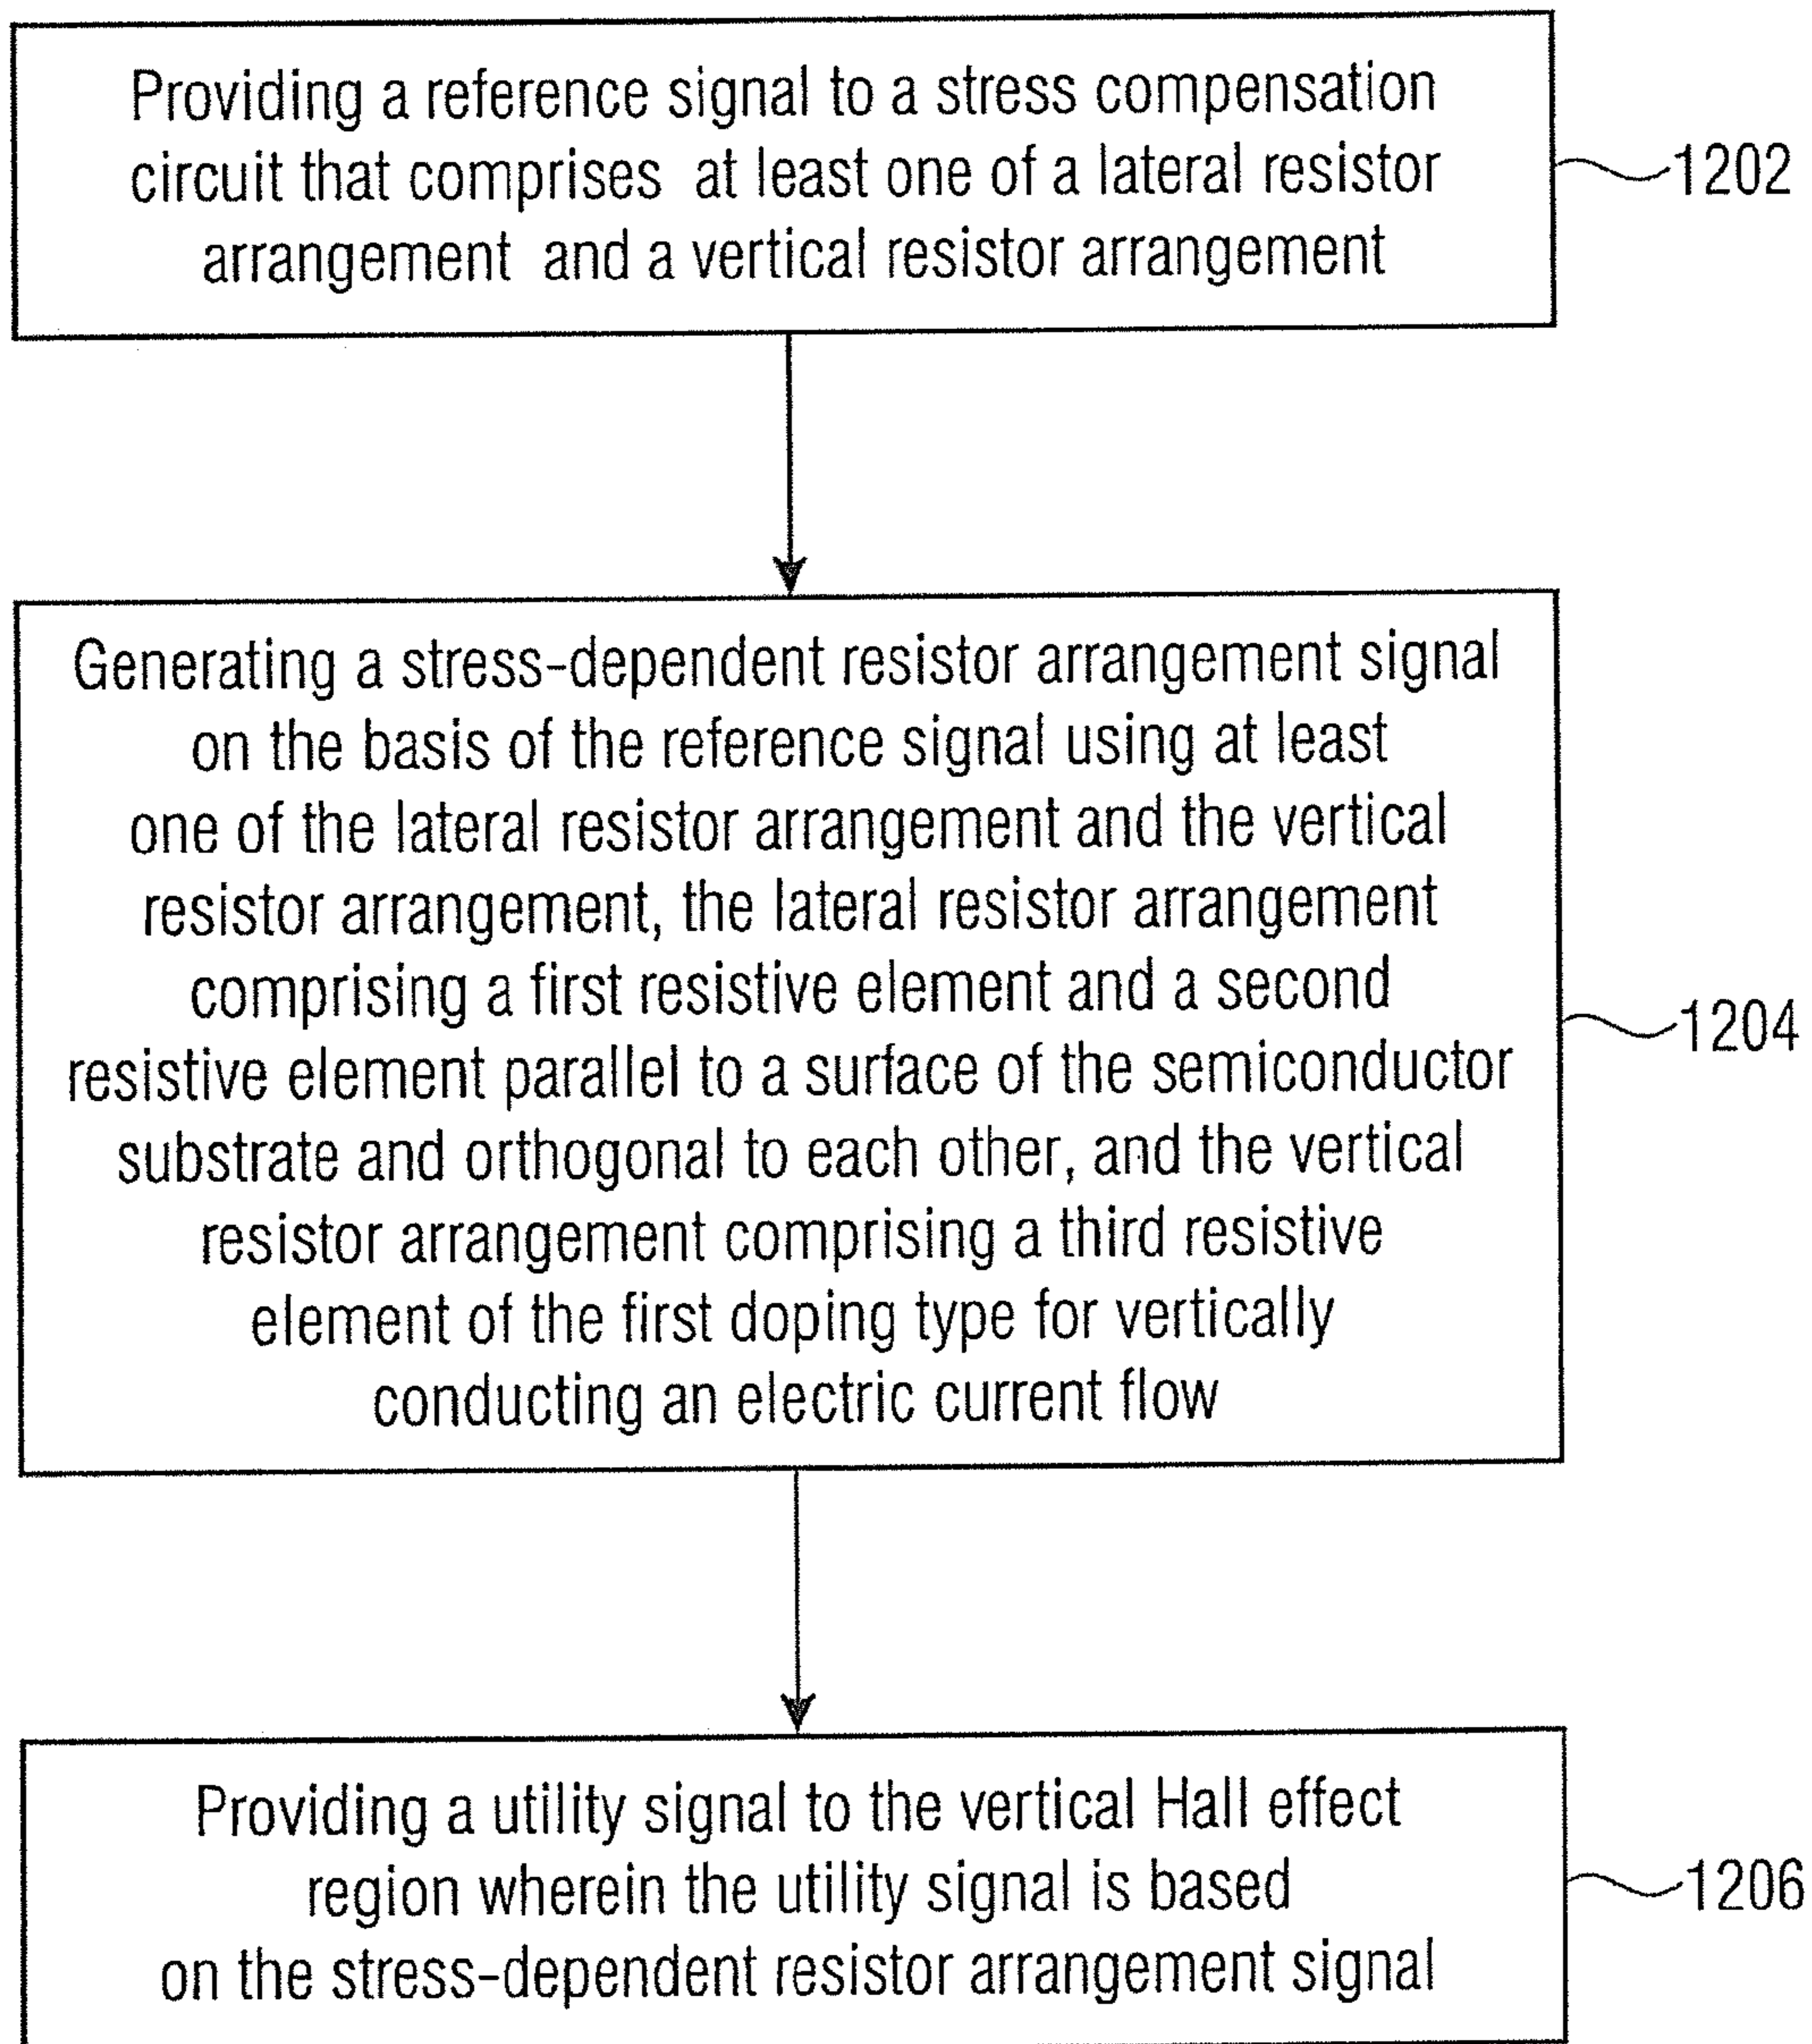 Providing a reference signal to a stress compensation
circuit that comprises at least one of a lateral resistor
arrangement and a vertical resistor arrangement
1202
Generating a stress-dependent resistor arrangement signal
on the basis of the reference signal using at least
one of the lateral resistor arrangement and the vertical
resistor arrangement, the lateral resistor arrangement
comprising a first resistive element and a second
resistive element parallel to a surface of the semiconductor
substrate and orthogonal to each other, and the vertical
resistor arrangement comprising a third resistive
element of the first doping type for vertically
conducting an electric current flow
1204
Providing a utility signal to the vertical Hall effect
region wherein the utility signal is based
on the stress-dependent resistor arrangement signal
1206